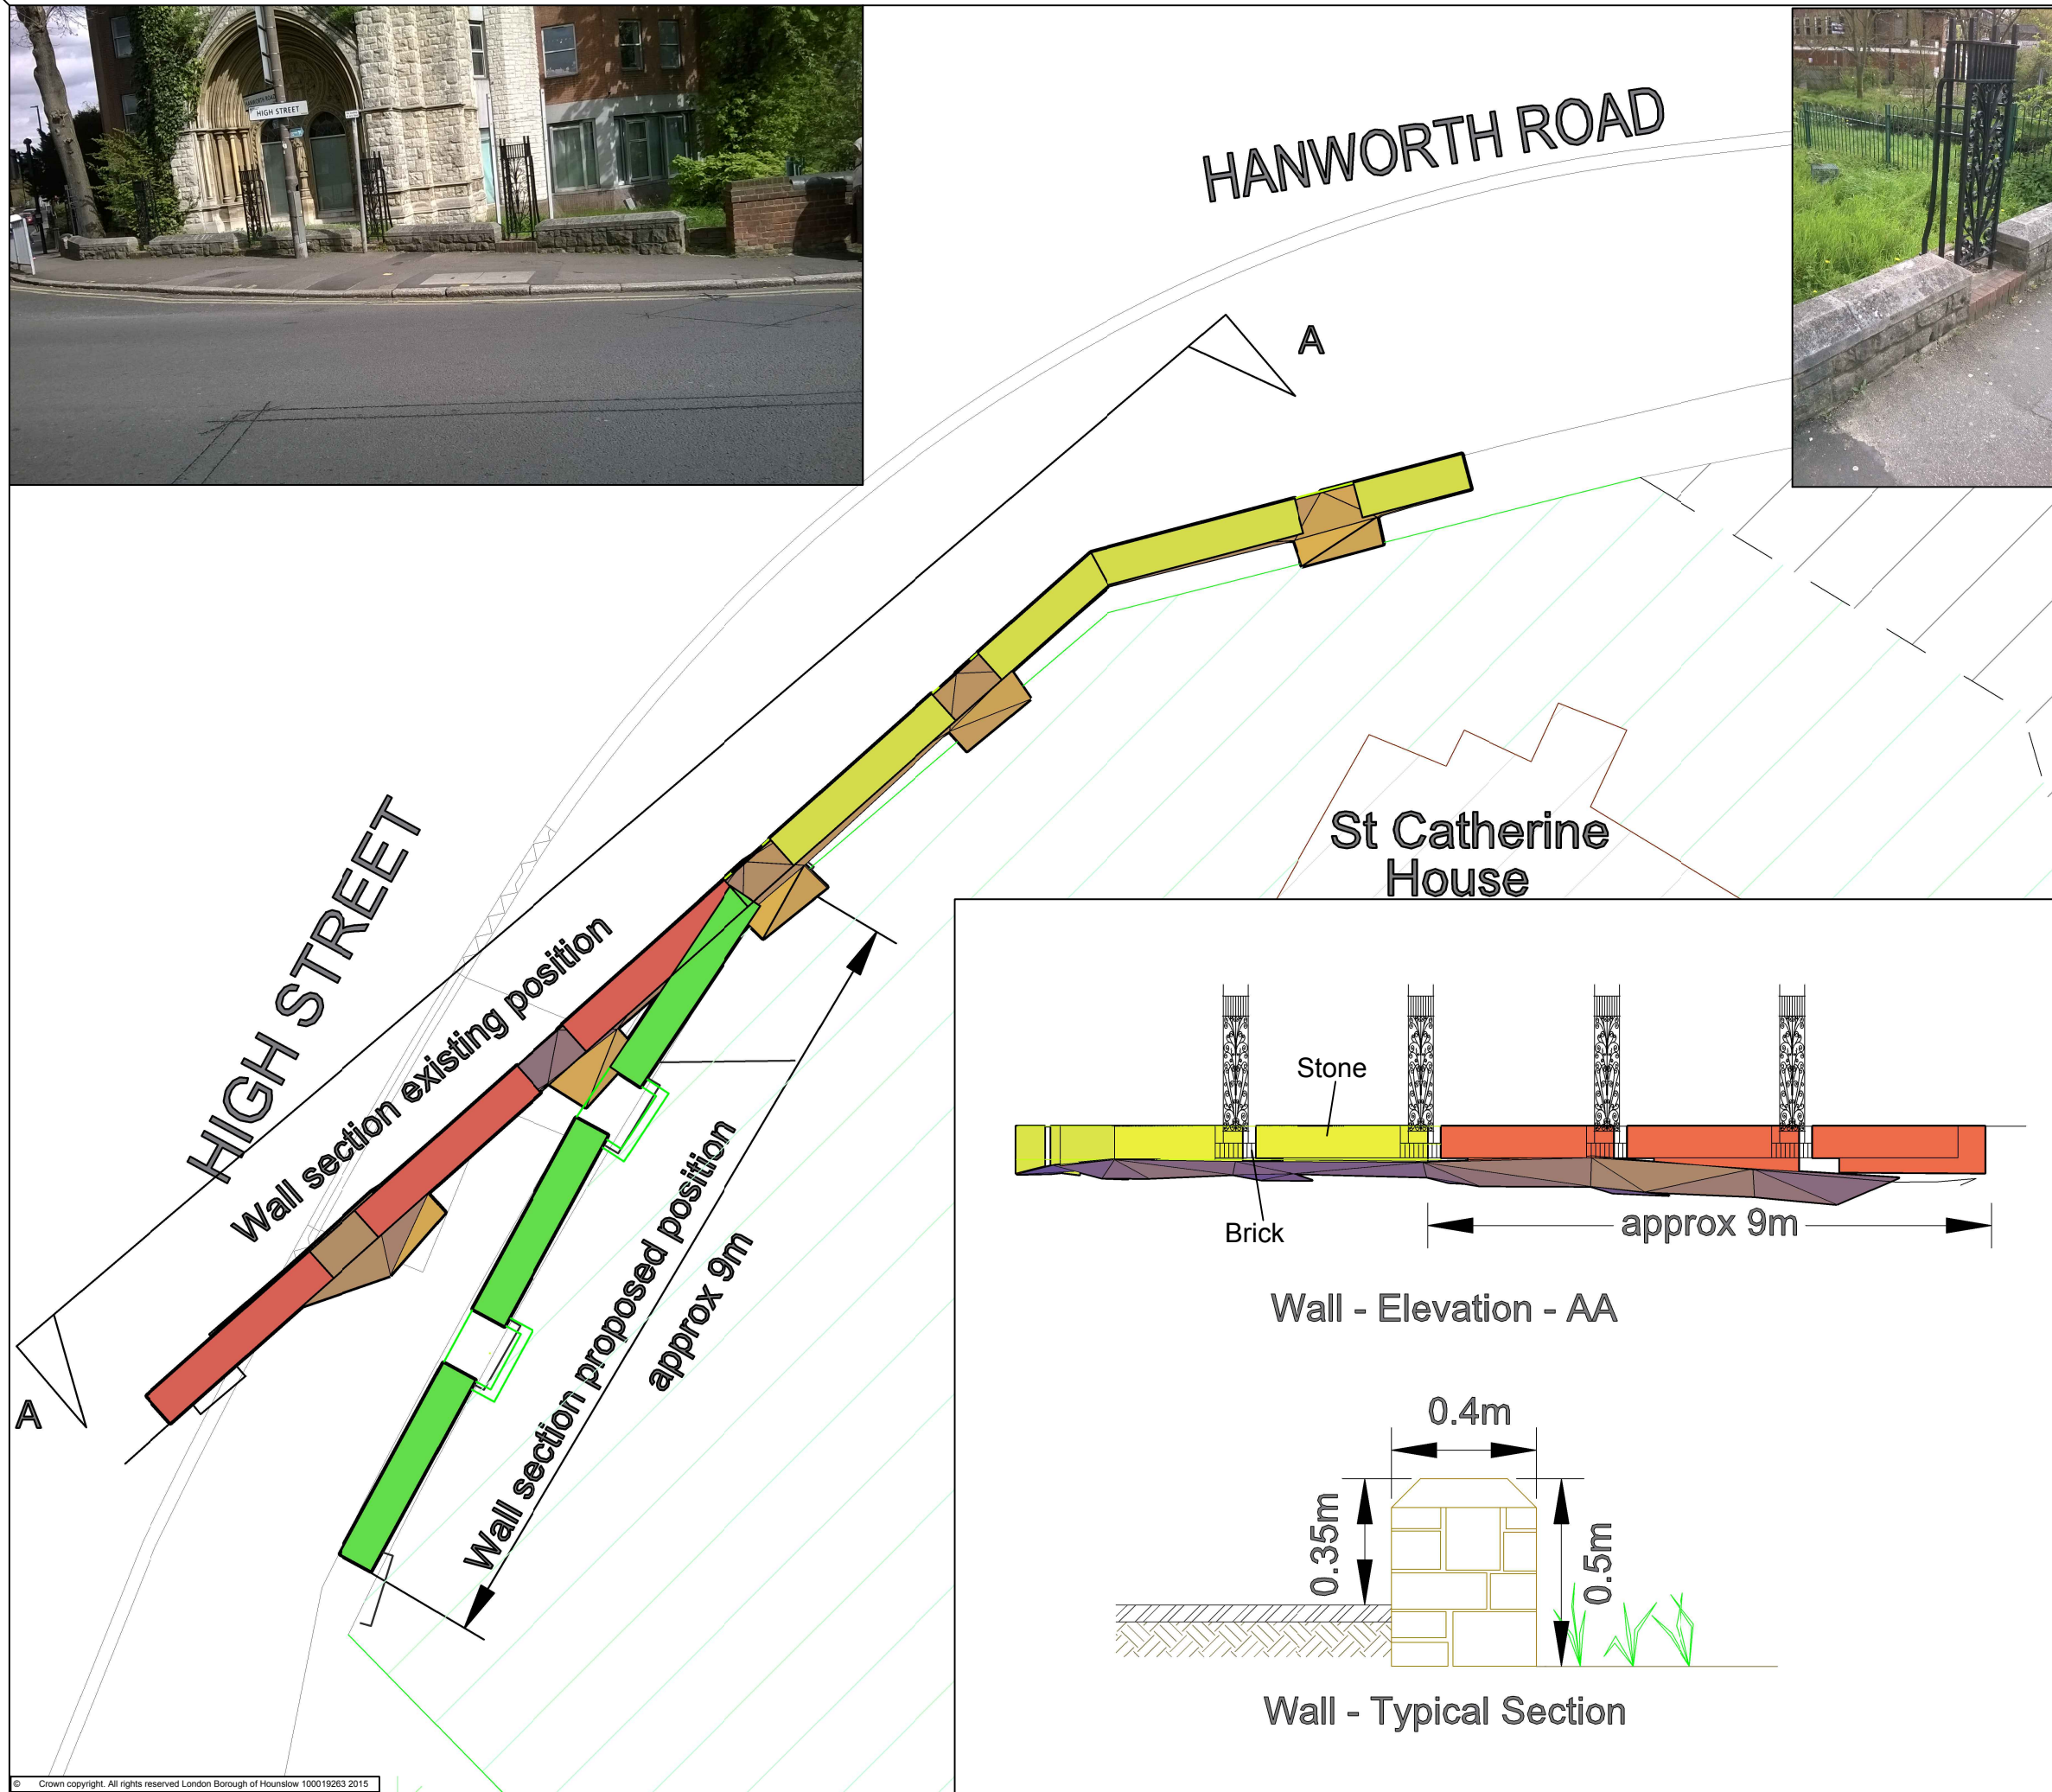 HIGH STREET
HANWORTH ROAD
A
HIGH STREET
Wall section existing position
St Catherine
House
Wall section proposed position
approx 9m
A
Stone
Brick
approx 9m
Wall - Elevation - AA
0.4m
0.35m
0.5m
Wall - Typical Section
© Crown copyright. All rights reserved London Borough of Hounslow 100019263 2015